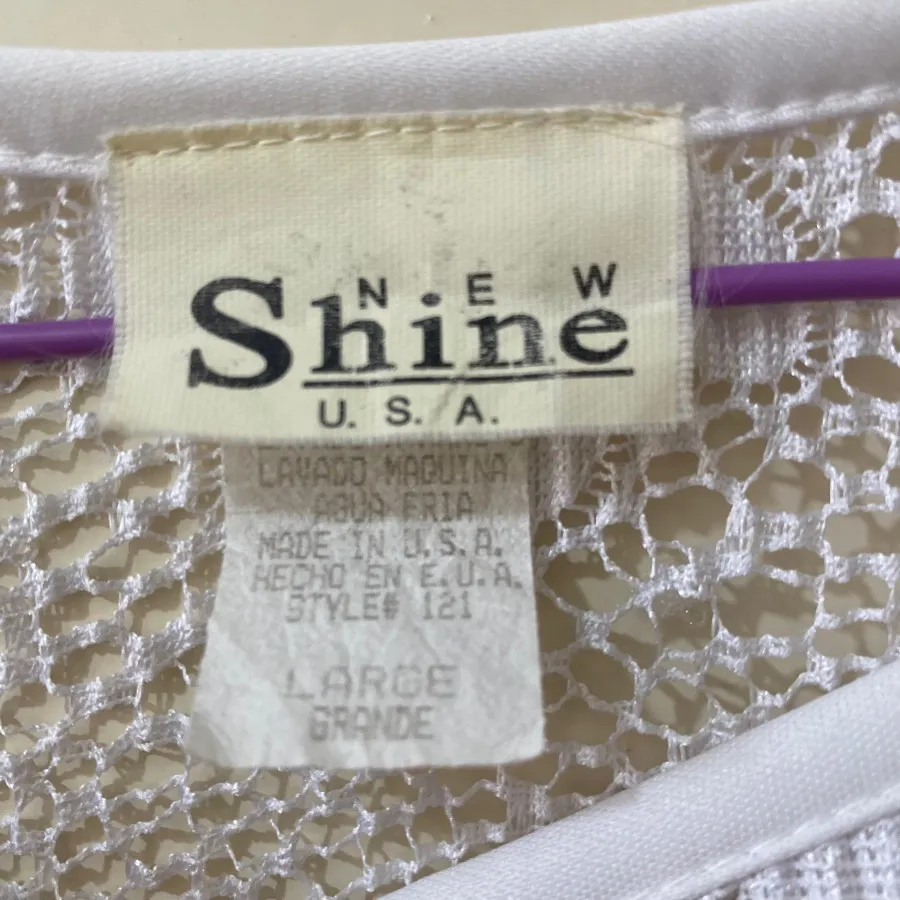 NEW
Shine
U.S.A.
LAVADO MAQUINA
AGUA FRIA
MADE IN U.S.A.
HECHO EN E.U.A.
STYLE# 121
LARGE
GRANDE